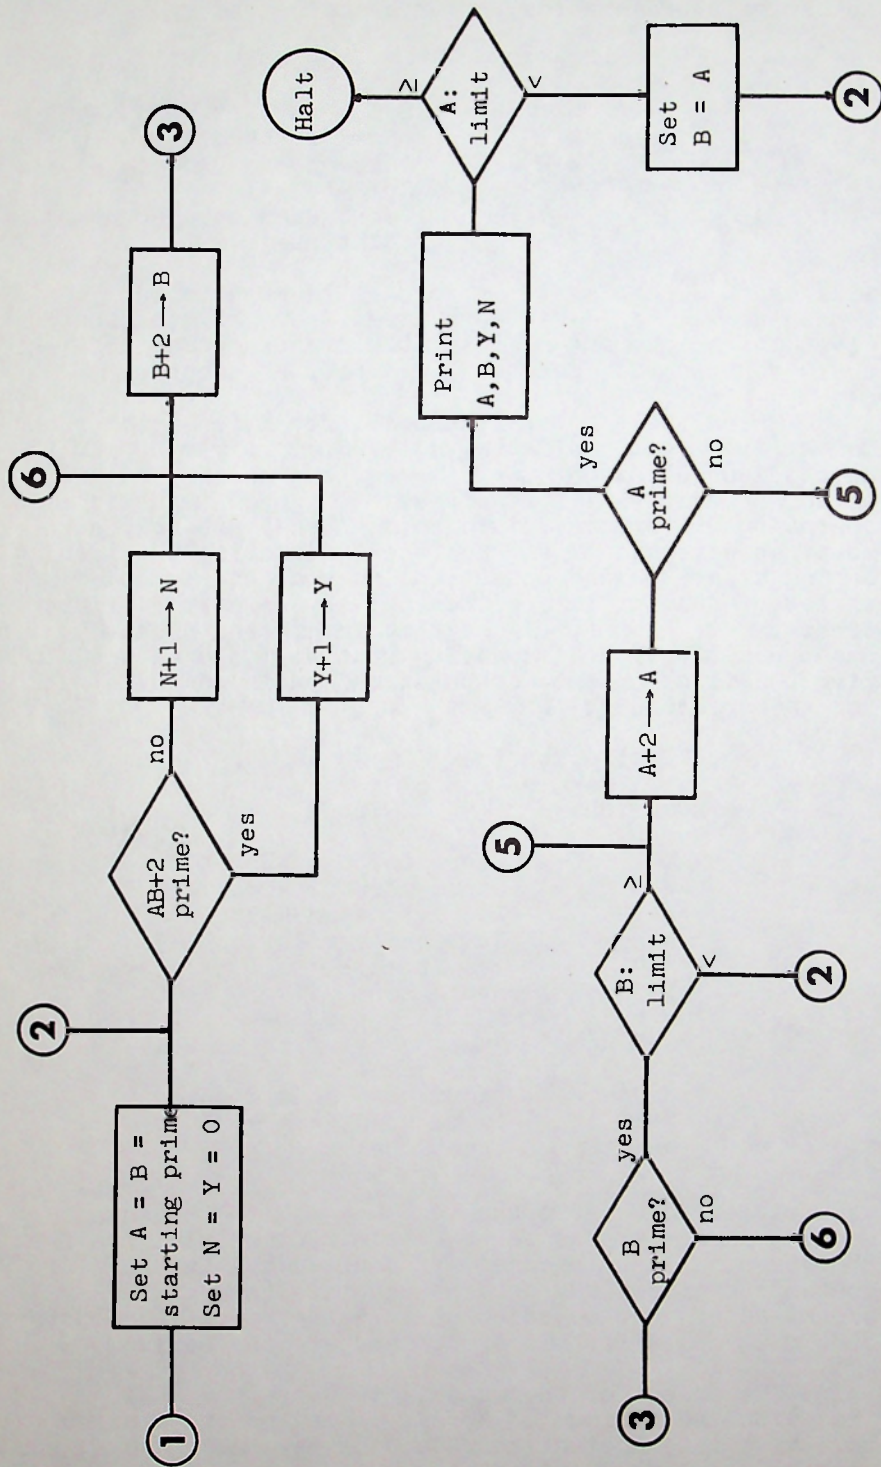 1
Set A = B =
starting prime
Set N = Y = 0
2
AB+2
prime?
no
yes
N+1 → N
Y+1 → Y
6
B+2 → B
3
3
B
prime?
yes
no
6
B:
limit
≥
<
2
5
A+2 → A
A
prime?
yes
no
5
Print
A,B,Y,N
A:
limit
≥
<
Halt
Set
B = A
2